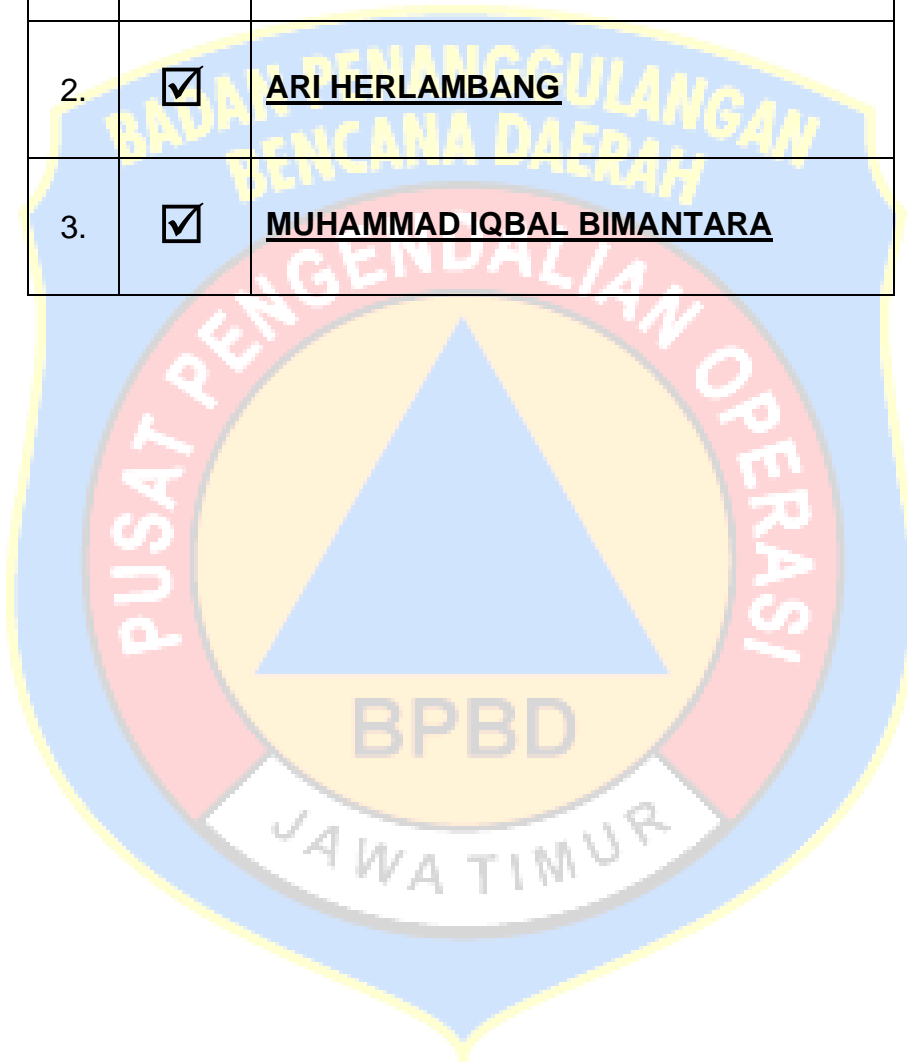 2. ☑ ARI HERLAMBANG
3. ☑ MUHAMMAD IQBAL BIMANTARA
BADAN PENANGGULANGAN
BENCANA DAERAH
PUSAT PENGENDALIAN OPERASI
BPBD
JAWA TIMUR